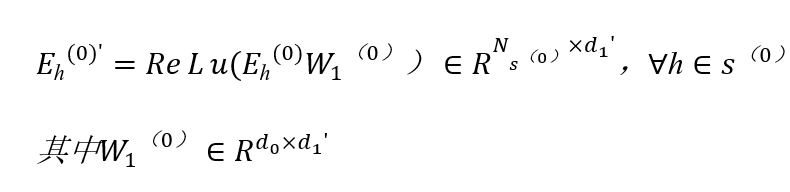 E_h^(0)' = ReLu(E_h^(0)W_1^（0）) ∈ R^{N_{s^（0）}×d_1'}，∀h ∈ s^（0）
其中W_1^（0） ∈ R^{d_0×d_1'}